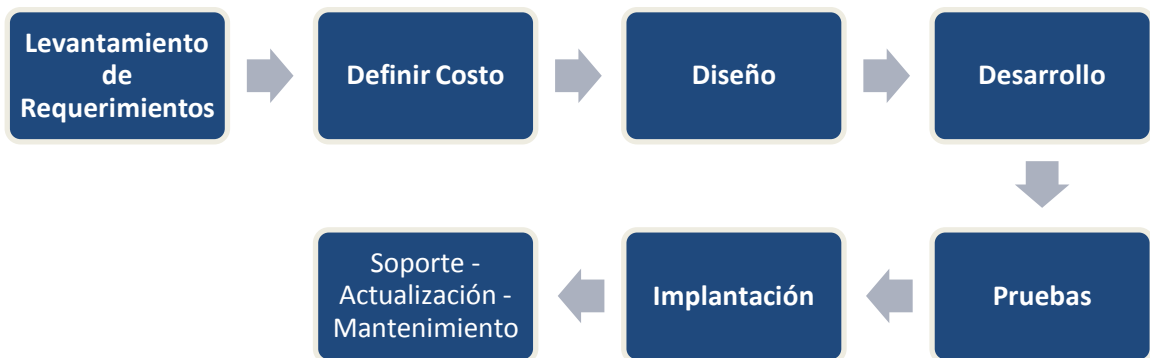 Levantamiento
de
Requerimientos
Definir Costo
Diseño
Desarrollo
Pruebas
Implantación
Soporte -
Actualización -
Mantenimiento